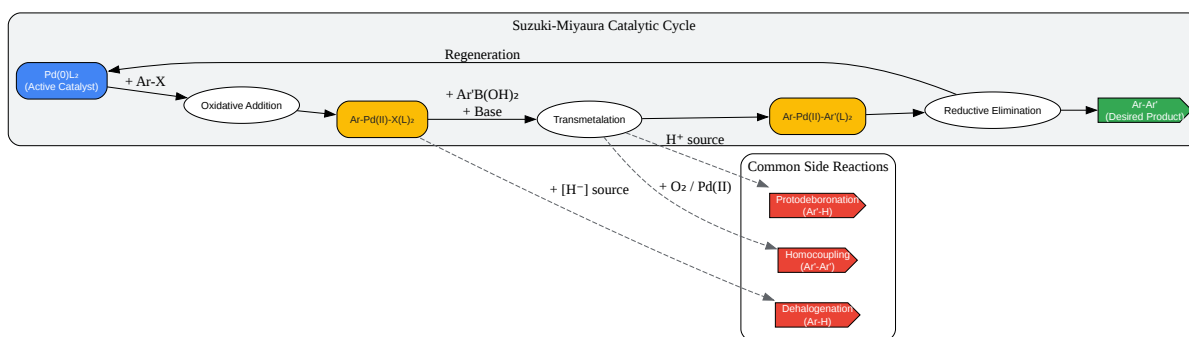 Suzuki-Miyaura Catalytic Cycle
Regeneration
Pd(0)L₂
(Active Catalyst)
+ Ar-X
Oxidative Addition
Ar-Pd(II)-X(L)₂
+ Ar'B(OH)₂
+ Base
Transmetalation
Ar-Pd(II)-Ar'(L)₂
Reductive Elimination
Ar-Ar'
(Desired Product)
H⁺ source
+ O₂ / Pd(II)
+ [H⁻] source
Common Side Reactions
Protodeboronation
(Ar'-H)
Homocoupling
(Ar'-Ar')
Dehalogenation
(Ar-H)